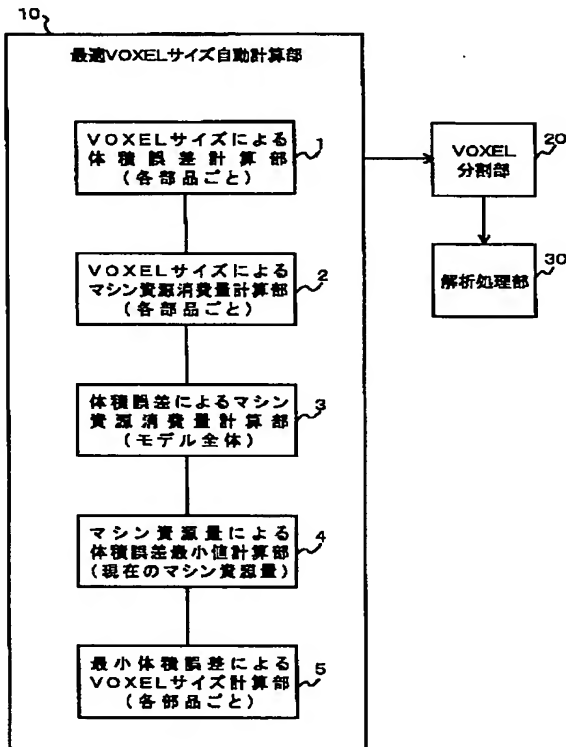 10
最適VOXELサイズ自動計算部
VOXELサイズによる
体積誤差計算部
(各部品ごと)
1
VOXELサイズによる
マシン資源消費量計算部
(各部品ごと)
2
体積誤差によるマシン
資源消費量計算部
(モデル全体)
3
マシン資源量による
体積誤差最小値計算部
(現在のマシン資源量)
4
最小体積誤差による
VOXELサイズ計算部
(各部品ごと)
5
VOXEL
分割部
20
解析処理部
30